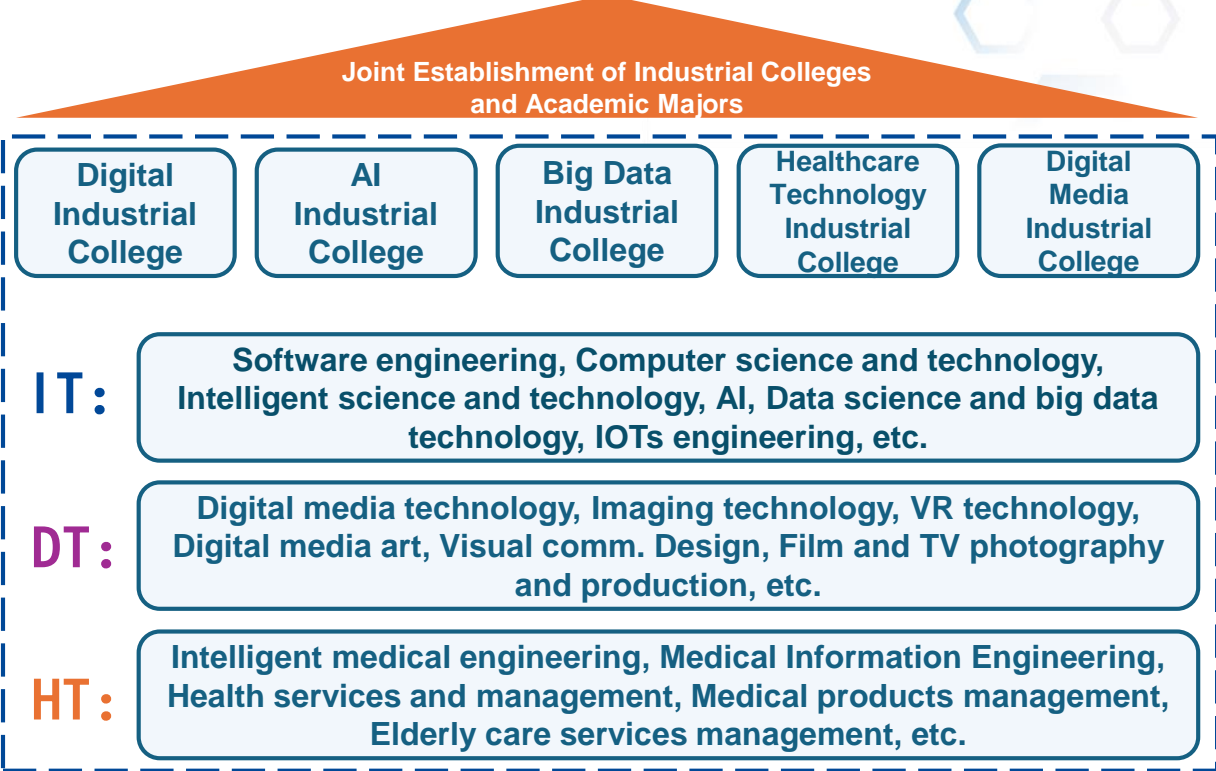 Joint Establishment of Industrial Colleges
and Academic Majors
Digital
Industrial
College
AI
Industrial
College
Big Data
Industrial
College
Healthcare
Technology
Industrial
College
Digital
Media
Industrial
College
IT:
Software engineering, Computer science and technology,
Intelligent science and technology, AI, Data science and big data
technology, IOTs engineering, etc.
DT:
Digital media technology, Imaging technology, VR technology,
Digital media art, Visual comm. Design, Film and TV photography
and production, etc.
HT:
Intelligent medical engineering, Medical Information Engineering,
Health services and management, Medical products management,
Elderly care services management, etc.